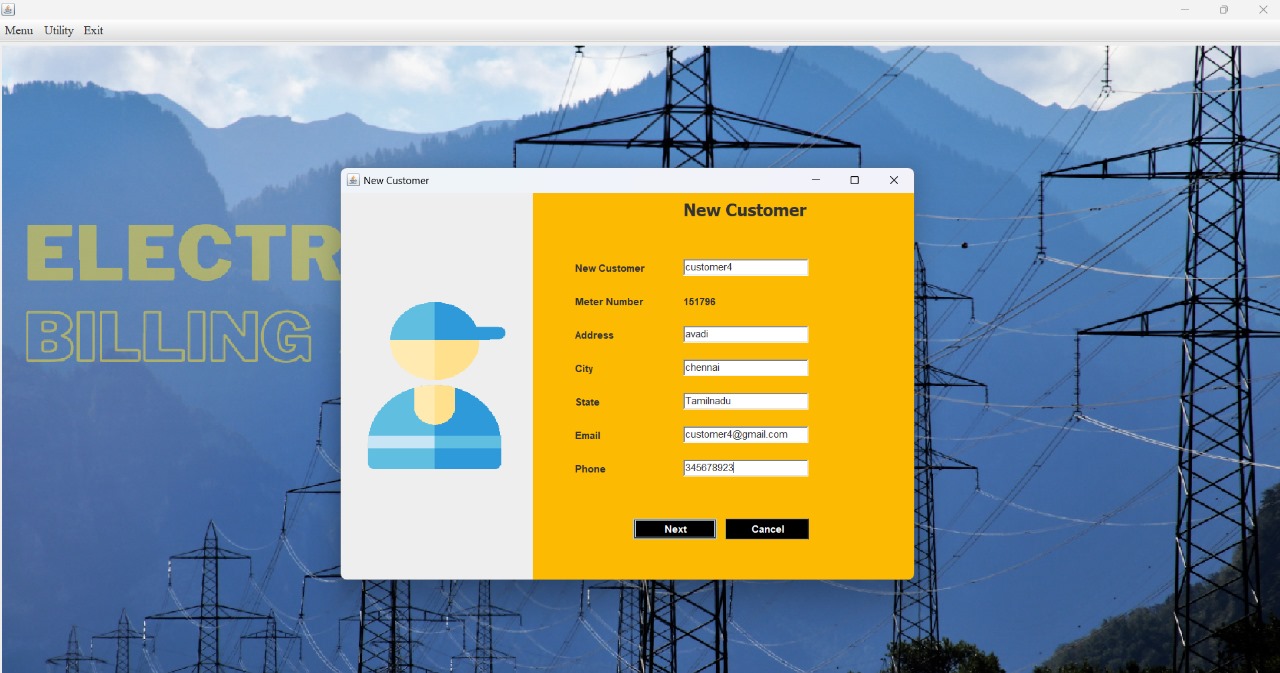 Menu Utility Exit
New Customer
ELECTR
BILLING
New Customer
New Customer customer4
Meter Number 151796
Address avadi
City chennai
State Tamilnadu
Email customer4@gmail.com
Phone 345678923
Next Cancel